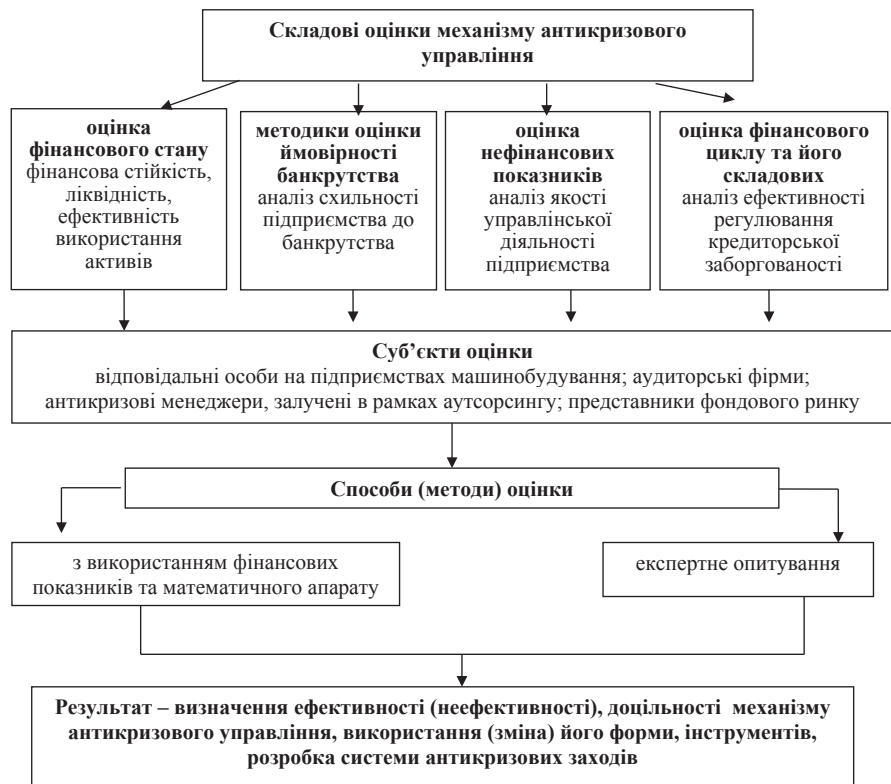 Складові оцінки механізму антикризового
управління
оцінка
фінансового стану
фінансова стійкість,
ліквідність,
ефективність
використання
активів
методики оцінки
ймовірності
банкрутства
аналіз схильності
підприємства до
банкрутства
оцінка
нефінансових
показників
аналіз якості
управлінської
діяльності
підприємства
оцінка фінансового
циклу та його
складових
аналіз ефективності
регулювання
кредиторської
заборгованості
Суб’єкти оцінки
відповідальні особи на підприємствах машинобудування; аудиторські фірми;
антикризові менеджери, залучені в рамках аутсорсингу; представники фондового ринку
Способи (методи) оцінки
з використанням фінансових
показників та математичного апарату
експертне опитування
Результат – визначення ефективності (неефективності), доцільності механізму
антикризового управління, використання (зміна) його форми, інструментів,
розробка системи антикризових заходів